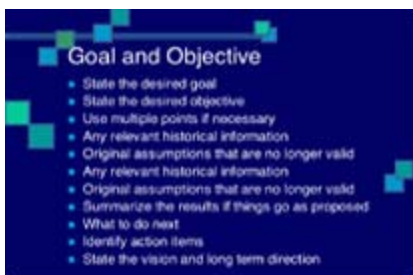 Goal and Objective
State the desired goal
State the desired objective
Use multiple points if necessary
Any relevant historical information
Original assumptions that are no longer valid
Any relevant historical information
Original assumptions that are no longer valid
Summarize the results if things go as proposed
What to do next
Identify action items
State the vision and long term direction